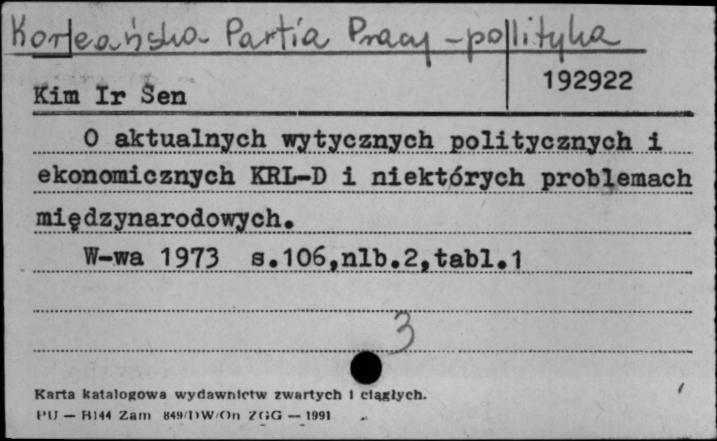 Koreańska Partia Pracy - polityka
192922
Kim Ir Sen
O aktualnych wytycznych politycznych i
ekonomicznych KRL-D i niektórych problemach
międzynarodowych.
W-wa 1973 s.106,nlb.2,tabl.1
3
Karta katalogowa wydawnictw zwartych i ciągłych.
PU — B144 Zam 849/DW/On ZGG — 1991